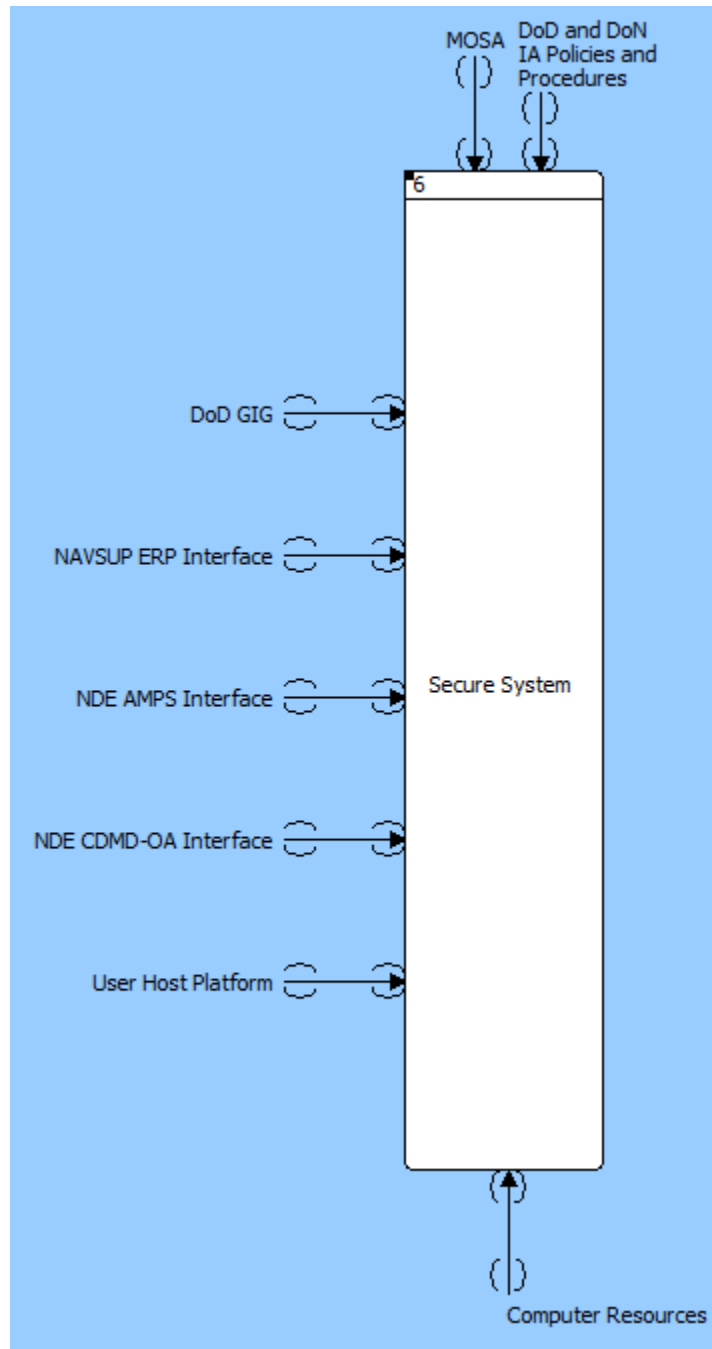 MOSA
DoD and DoN
IA Policies and
Procedures
6
DoD GIG
NAVSUP ERP Interface
Secure System
NDE AMPS Interface
NDE CDMD-OA Interface
User Host Platform
Computer Resources